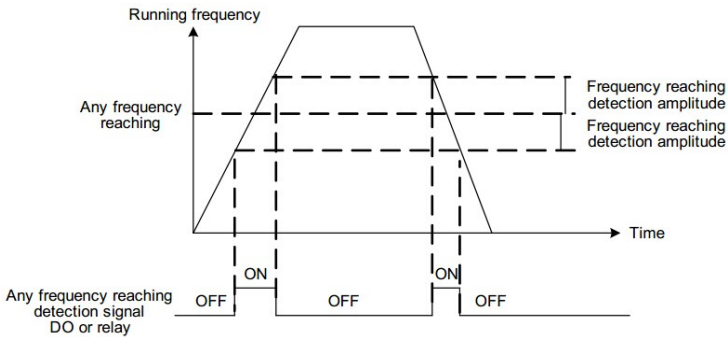 Running frequency
Frequency reaching
detection amplitude
Any frequency
reaching
Frequency reaching
detection amplitude
Time
ON
ON
Any frequency reaching
detection signal
DO or relay
OFF
OFF
OFF